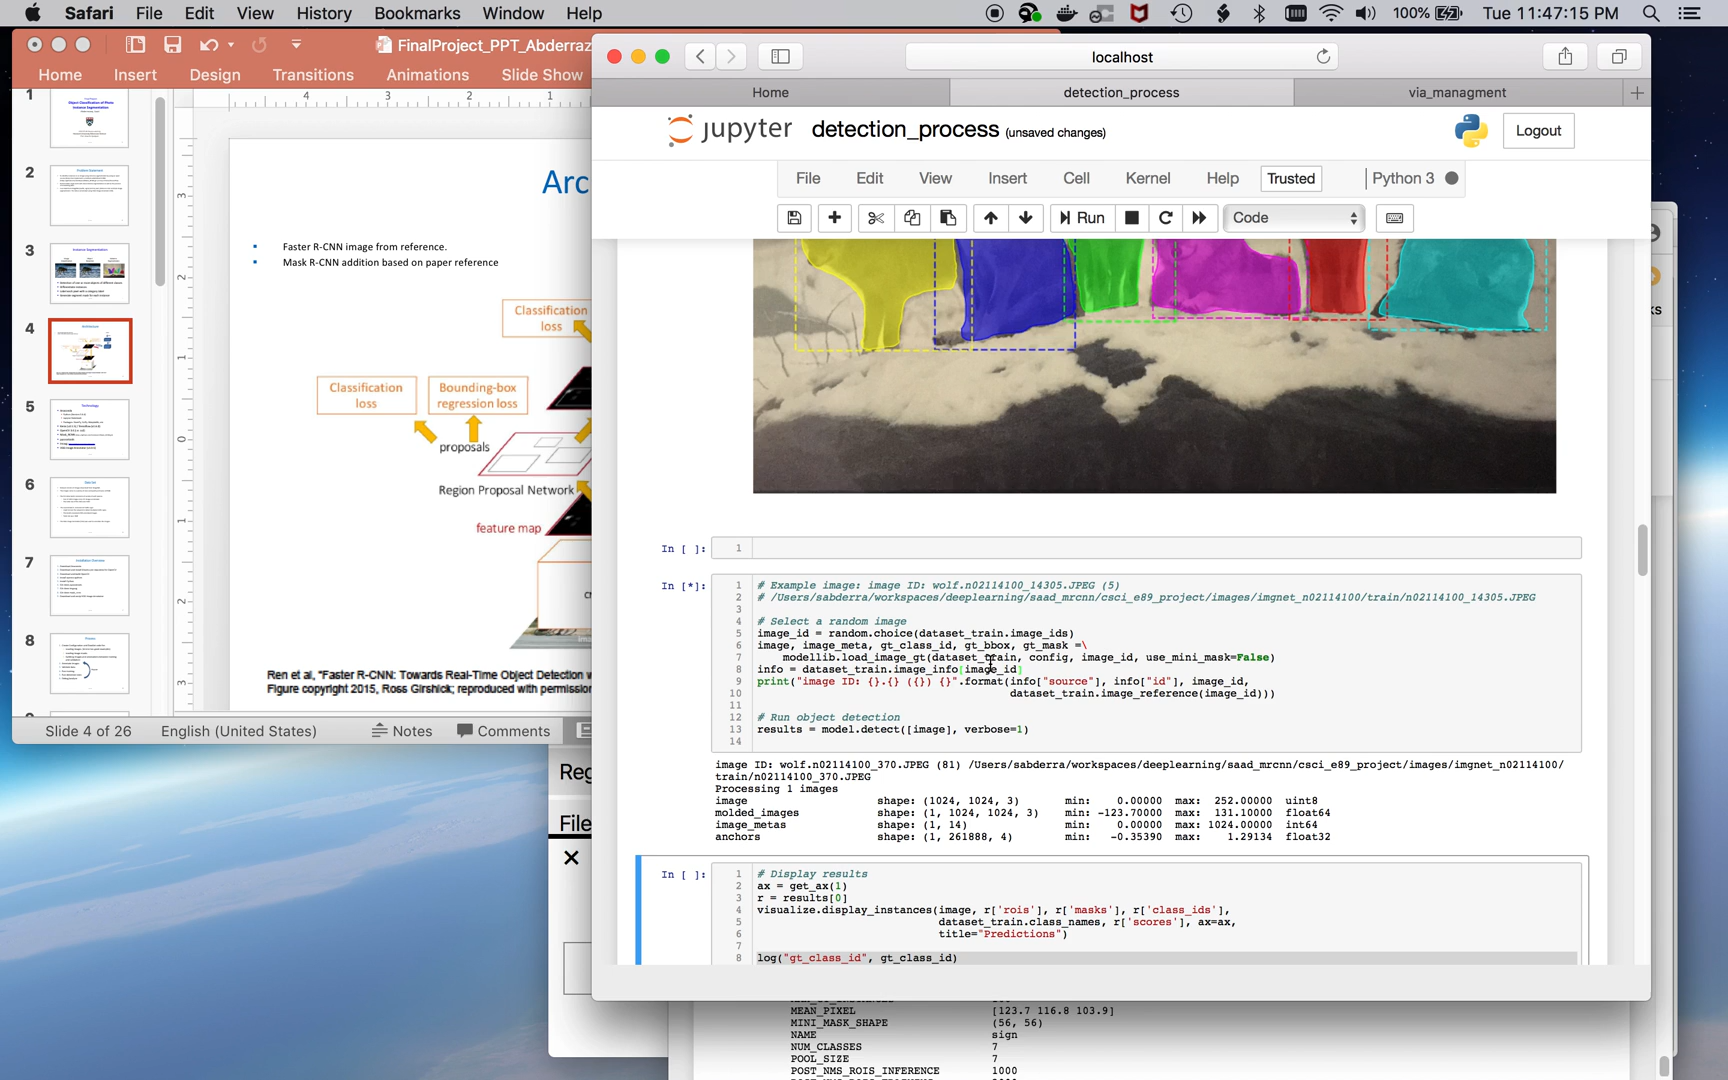 Safari File Edit View History Bookmarks Window Help 100% Tue 11:47:15 PM
FinalProject_PPT_Abderraz
Home Insert Design Transitions Animations Slide Show
4 3 2 1
1
2
3
4
5
6
7
8
Arc
Faster R-CNN image from reference.
Mask R-CNN addition based on paper reference
Classification
loss
Classification
loss
Bounding-box
regression loss
proposals
Region Proposal Network
feature map
Ren et al, "Faster R-CNN: Towards Real-Time Object Detection w
Figure copyright 2015, Ross Girshick; reproduced with permission
Slide 4 of 26 English (United States) Notes Comments
localhost
Home detection_process via_managment
jupyter detection_process (unsaved changes) Logout
File Edit View Insert Cell Kernel Help Trusted Python 3
Run Code
In [ ]: 1
In [*]:
1 # Example image: image ID: wolf.n02114100_14305.JPEG (5)
2 # /Users/sabderra/workspaces/deeplearning/saad_mrcnn/csci_e89_project/images/imgnet_n02114100/train/n02114100_14305.JPEG
3
4 # Select a random image
5 image_id = random.choice(dataset_train.image_ids)
6 image, image_meta, gt_class_id, gt_bbox, gt_mask =\
7 modellib.load_image_gt(dataset_train, config, image_id, use_mini_mask=False)
8 info = dataset_train.image_info[image_id]
9 print("image ID: {}.{} ({}) {}".format(info["source"], info["id"], image_id,
10 dataset_train.image_reference(image_id)))
11
12 # Run object detection
13 results = model.detect([image], verbose=1)
14
image ID: wolf.n02114100_370.JPEG (81) /Users/sabderra/workspaces/deeplearning/saad_mrcnn/csci_e89_project/images/imgnet_n02114100/
train/n02114100_370.JPEG
Processing 1 images
image shape: (1024, 1024, 3) min: 0.00000 max: 252.00000 uint8
molded_images shape: (1, 1024, 1024, 3) min: -123.70000 max: 131.10000 float64
image_metas shape: (1, 14) min: 0.00000 max: 1024.00000 int64
anchors shape: (1, 261888, 4) min: -0.35390 max: 1.29134 float32
In [ ]:
1 # Display results
2 ax = get_ax(1)
3 r = results[0]
4 visualize.display_instances(image, r['rois'], r['masks'], r['class_ids'],
5 dataset_train.class_names, r['scores'], ax=ax,
6 title="Predictions")
7
8 log("gt_class_id", gt_class_id)
Reg
File
ks
MEAN_PIXEL [123.7 116.8 103.9]
MINI_MASK_SHAPE (56, 56)
NAME sign
NUM_CLASSES 7
POOL_SIZE 7
POST_NMS_ROIS_INFERENCE 1000